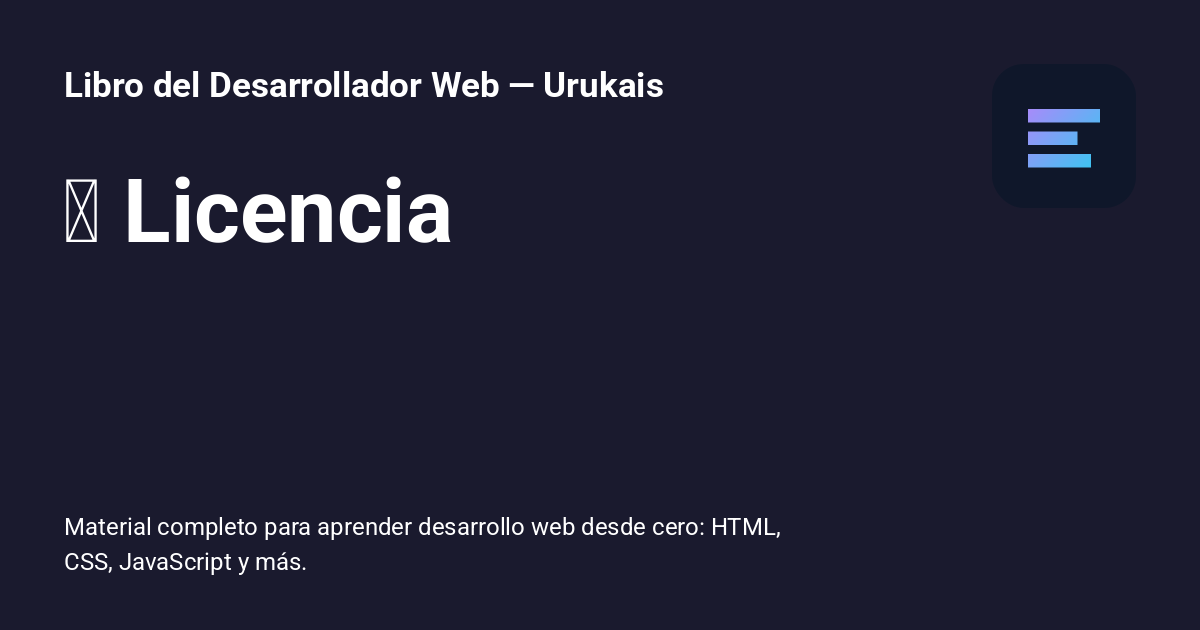 Libro del Desarrollador Web — Urukais
Licencia
Material completo para aprender desarrollo web desde cero: HTML,
CSS, JavaScript y más.